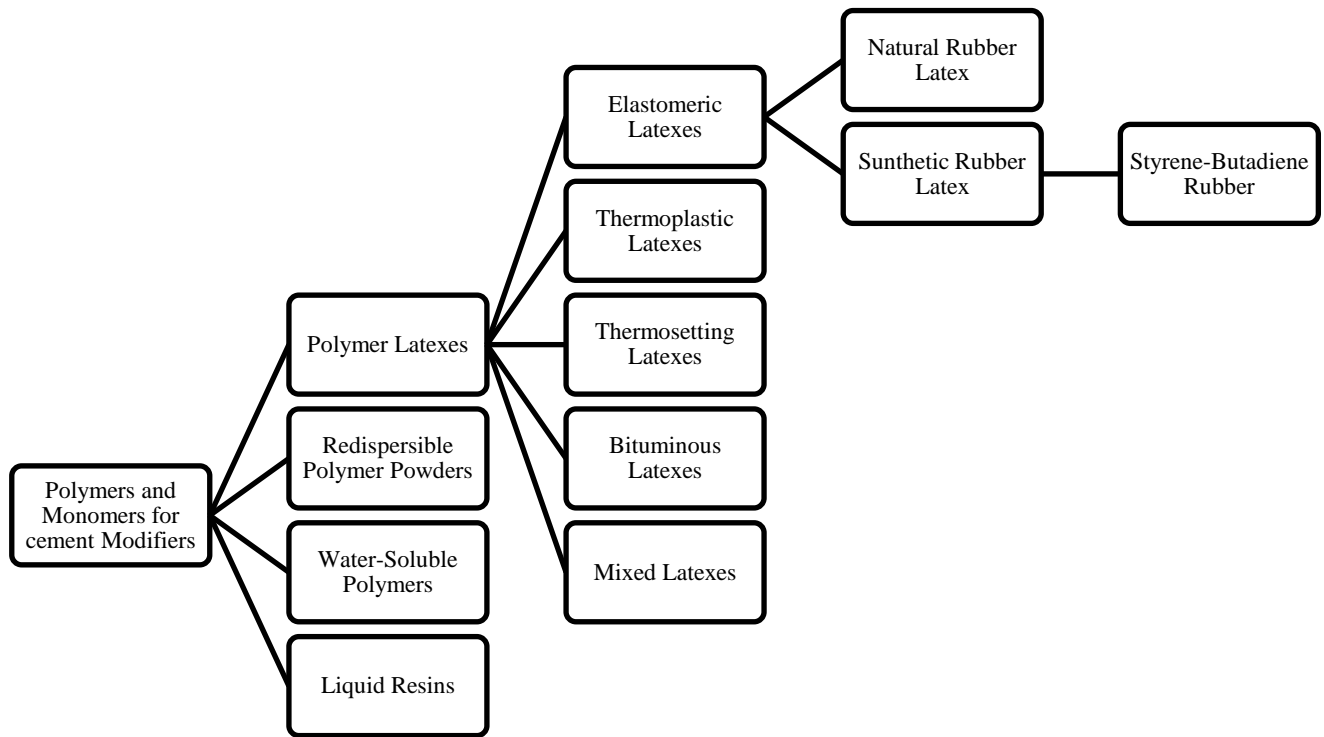 Polymers and
Monomers for
cement Modifiers
Polymer Latexes
Redispersible
Polymer Powders
Water-Soluble
Polymers
Liquid Resins
Elastomeric
Latexes
Thermoplastic
Latexes
Thermosetting
Latexes
Bituminous
Latexes
Mixed Latexes
Natural Rubber
Latex
Sunthetic Rubber
Latex
Styrene-Butadiene
Rubber